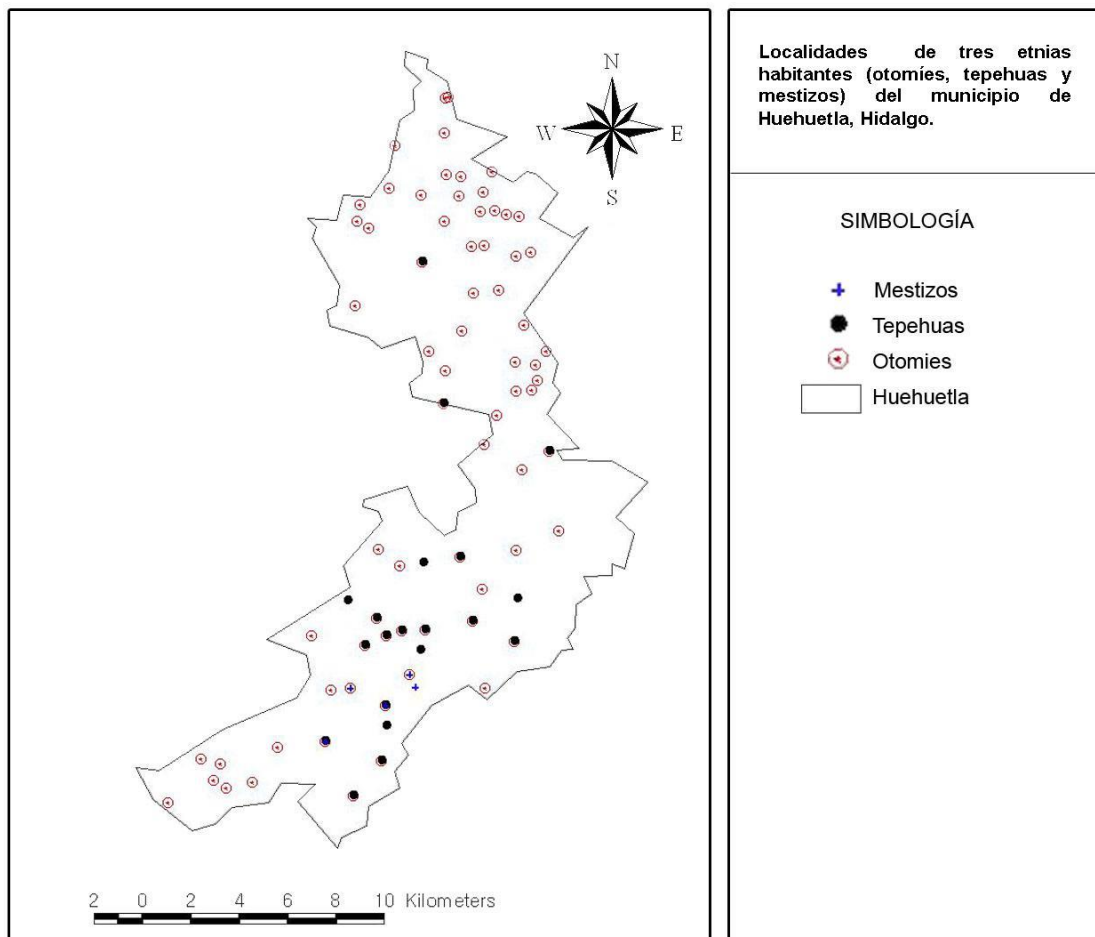 Localidades de tres etnias
habitantes (otomíes, tepehuas y
mestizos) del municipio de
Huehuetla, Hidalgo.
N
W E
S
SIMBOLOGÍA
Mestizos
Tepehuas
Otomies
Huehuetla
2 0 2 4 6 8 10 Kilometers